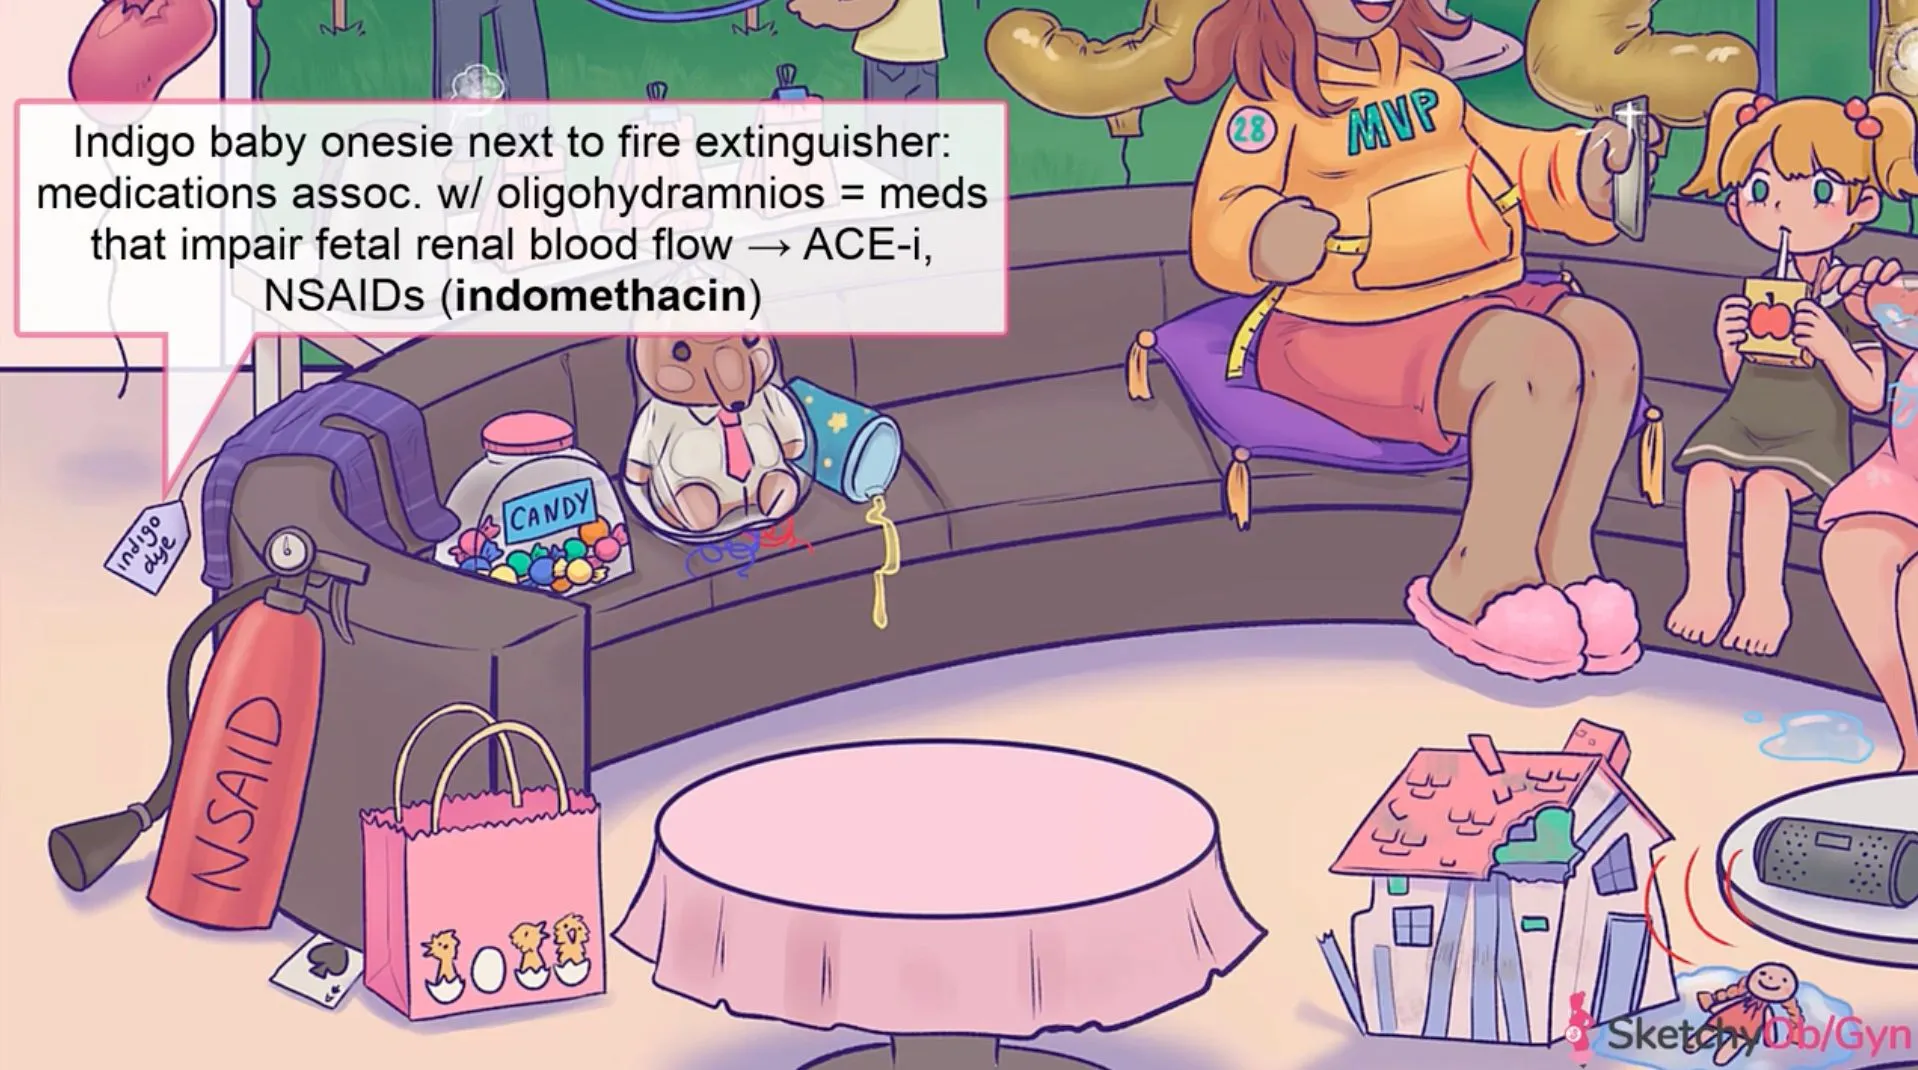 28
MVP
Indigo baby onesie next to fire extinguisher:
medications assoc. w/ oligohydramnios = meds
that impair fetal renal blood flow → ACE-i,
NSAIDs (indomethacin)
CANDY
indigo
dye
NSAID
SketchyOb/Gyn